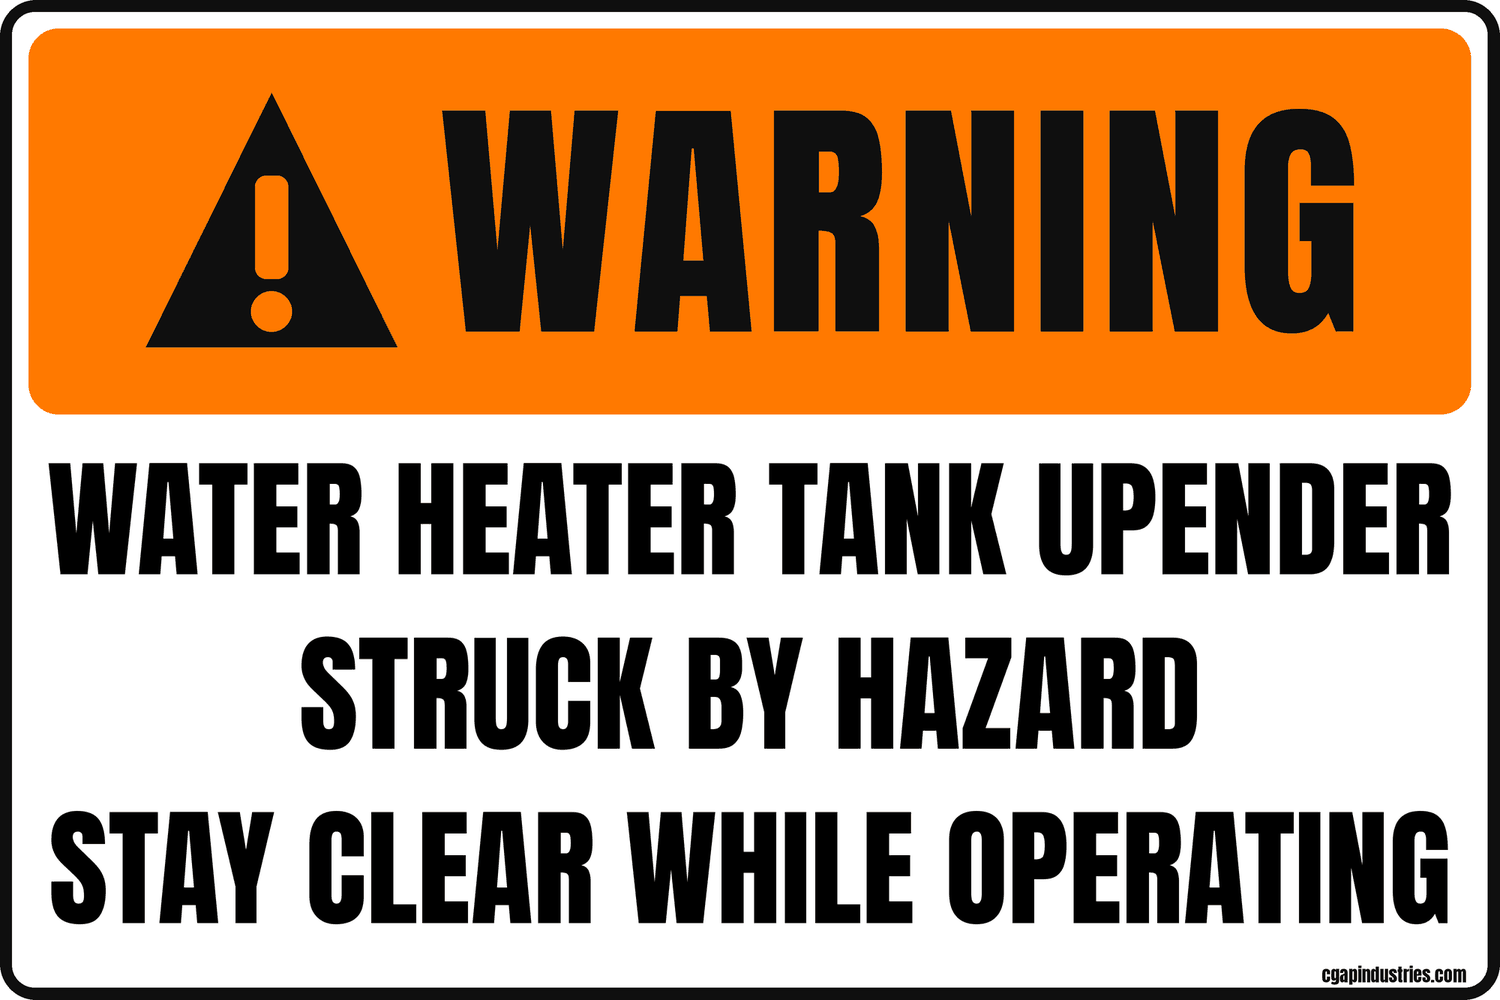 WARNING
WATER HEATER TANK UPENDER
STRUCK BY HAZARD
STAY CLEAR WHILE OPERATING
cgapindustries.com